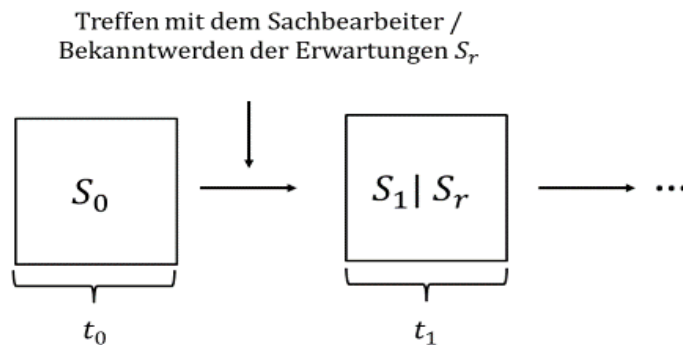 Treffen mit dem Sachbearbeiter /
Bekanntwerden der Erwartungen $S_r$
$S_0$
$S_1 | S_r$
...
$t_0$
$t_1$